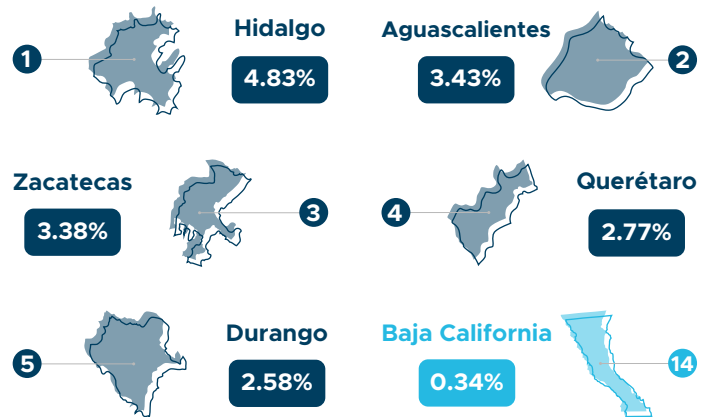 1
Hidalgo
4.83%
Aguascalientes
3.43%
2
Zacatecas
3.38%
3
4
Querétaro
2.77%
5
Durango
2.58%
Baja California
0.34%
14